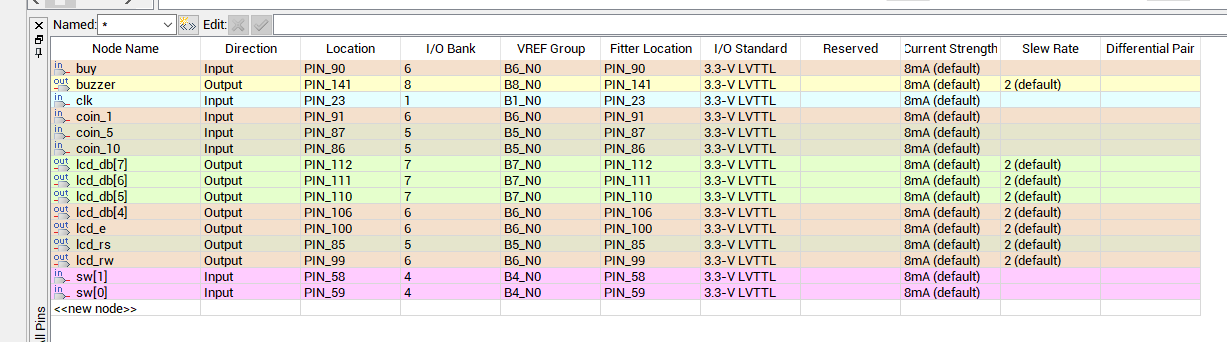 Named: * «» Edit:
Node Name Direction Location I/O Bank VREF Group Fitter Location I/O Standard Reserved Current Strength Slew Rate Differential Pair
in buy Input PIN_90 6 B6_N0 PIN_90 3.3-V LVTTL 8mA (default)
out buzzer Output PIN_141 8 B8_N0 PIN_141 3.3-V LVTTL 8mA (default) 2 (default)
in clk Input PIN_23 1 B1_N0 PIN_23 3.3-V LVTTL 8mA (default)
in coin_1 Input PIN_91 6 B6_N0 PIN_91 3.3-V LVTTL 8mA (default)
in coin_5 Input PIN_87 5 B5_N0 PIN_87 3.3-V LVTTL 8mA (default)
in coin_10 Input PIN_86 5 B5_N0 PIN_86 3.3-V LVTTL 8mA (default)
out lcd_db[7] Output PIN_112 7 B7_N0 PIN_112 3.3-V LVTTL 8mA (default) 2 (default)
out lcd_db[6] Output PIN_111 7 B7_N0 PIN_111 3.3-V LVTTL 8mA (default) 2 (default)
out lcd_db[5] Output PIN_110 7 B7_N0 PIN_110 3.3-V LVTTL 8mA (default) 2 (default)
out lcd_db[4] Output PIN_106 6 B6_N0 PIN_106 3.3-V LVTTL 8mA (default) 2 (default)
out lcd_e Output PIN_100 6 B6_N0 PIN_100 3.3-V LVTTL 8mA (default) 2 (default)
out lcd_rs Output PIN_85 5 B5_N0 PIN_85 3.3-V LVTTL 8mA (default) 2 (default)
out lcd_rw Output PIN_99 6 B6_N0 PIN_99 3.3-V LVTTL 8mA (default) 2 (default)
in sw[1] Input PIN_58 4 B4_N0 PIN_58 3.3-V LVTTL 8mA (default)
in sw[0] Input PIN_59 4 B4_N0 PIN_59 3.3-V LVTTL 8mA (default)
<<new node>>
Pins